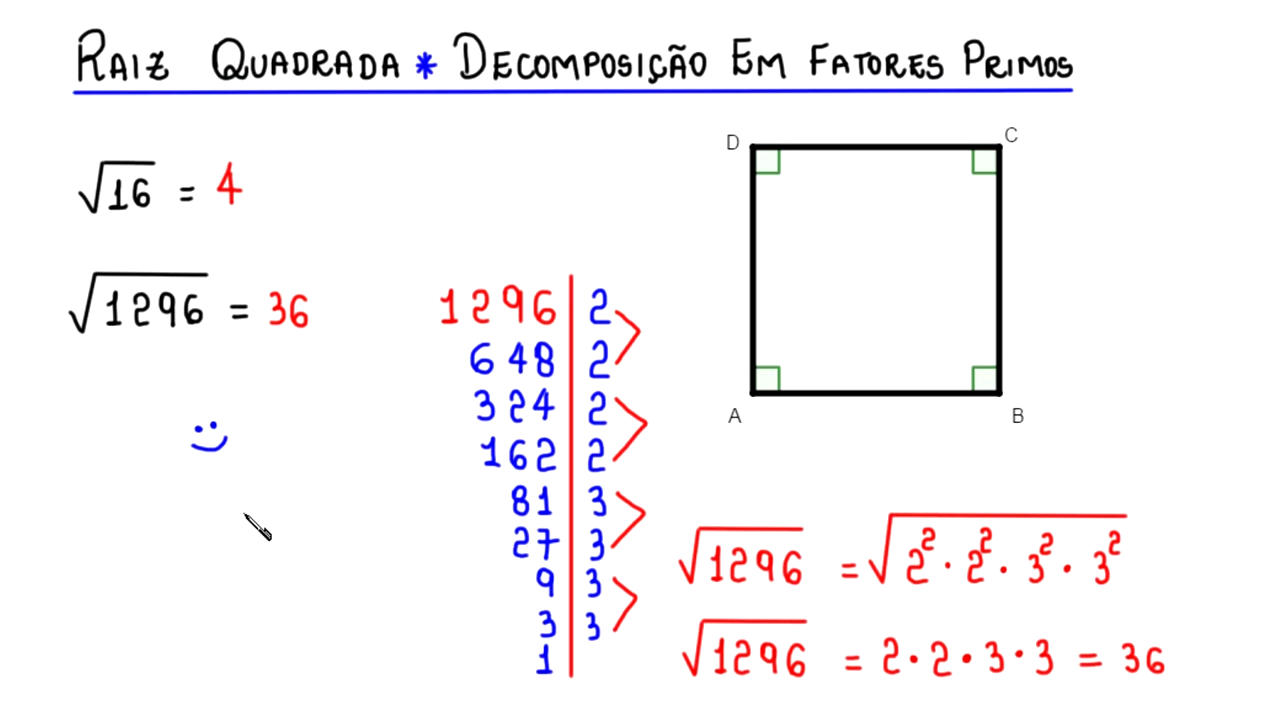 RAIZ QUADRADA * DECOMPOSIÇÃO EM FATORES PRIMOS
√16 = 4
√1296 = 36
1296 | 2
648 | 2
324 | 2
162 | 2
81 | 3
27 | 3
9 | 3
3 | 3
1
D C
A B
√1296 = √2² · 2² · 3² · 3²
√1296 = 2 · 2 · 3 · 3 = 36